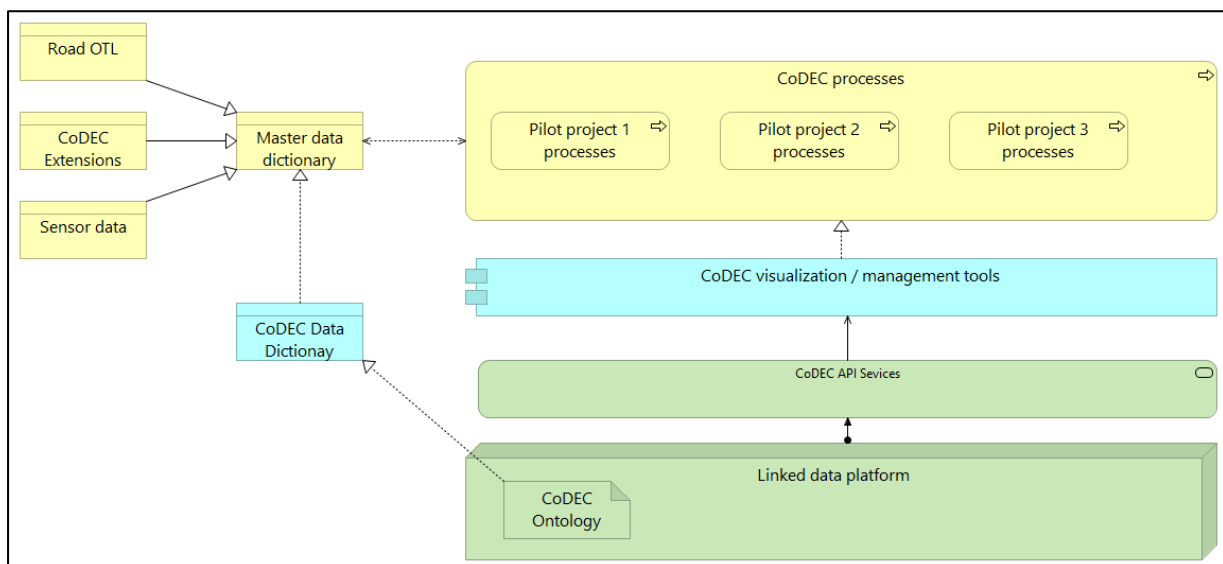 Road OTL
CoDEC
Extensions
Sensor data
Master data
dictionary
CoDEC processes
Pilot project 1
processes
Pilot project 2
processes
Pilot project 3
processes
CoDEC visualization / management tools
CoDEC Data
Dictionay
CoDEC API Sevices
Linked data platform
CoDEC
Ontology